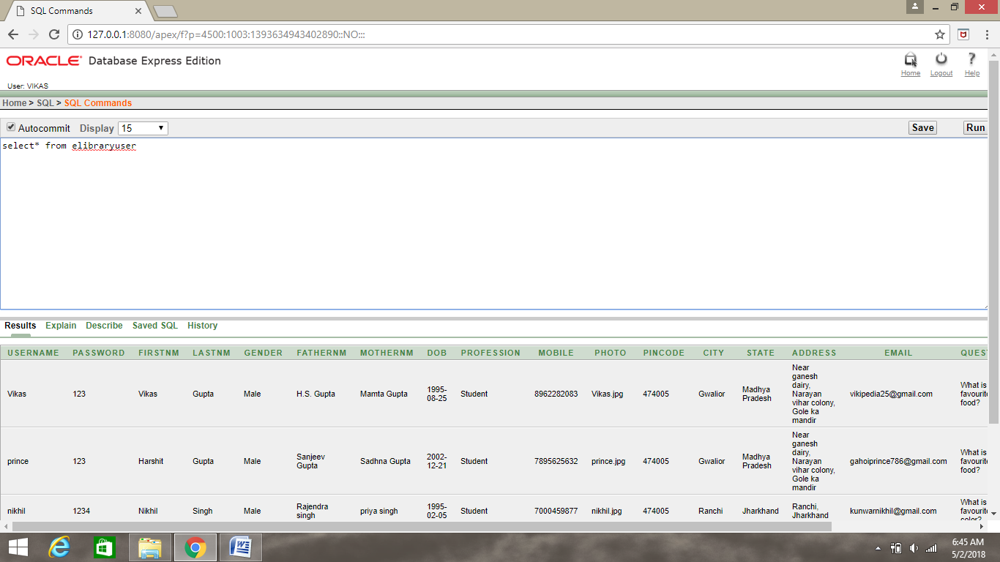 SQL Commands
127.0.0.1:8080/apex/f?p=4500:1003:1393634943402890::NO:::
ORACLE Database Express Edition
Home Logout Help
User: VIKAS
Home > SQL > SQL Commands
Autocommit Display 15 Save Run
select* from elibraryuser
Results Explain Describe Saved SQL History
USERNAME PASSWORD FIRSTNM LASTNM GENDER FATHERNM MOTHERNM DOB PROFESSION MOBILE PHOTO PINCODE CITY STATE ADDRESS EMAIL QUEST
Vikas 123 Vikas Gupta Male H.S. Gupta Mamta Gupta 1995-
08-25 Student 8962282083 Vikas.jpg 474005 Gwalior Madhya
Pradesh Near
ganesh
dairy,
Narayan
vihar colony,
Gole ka
mandir vikipedia25@gmail.com What is
favourite
food?
prince 123 Harshit Gupta Male Sanjeev
Gupta Sadhna Gupta 2002-
12-21 Student 7895625632 prince.jpg 474005 Gwalior Madhya
Pradesh Near
ganesh
dairy,
Narayan
vihar colony,
Gole ka
mandir gahoiprince786@gmail.com What is
favourite
food?
nikhil 1234 Nikhil Singh Male Rajendra
singh priya singh 1995-
02-05 Student 7000459877 nikhil.jpg 474005 Ranchi Jharkhand Ranchi,
Jharkhand kunwarnikhil@gmail.com What is
favourite
color?
6:45 AM
5/2/2018